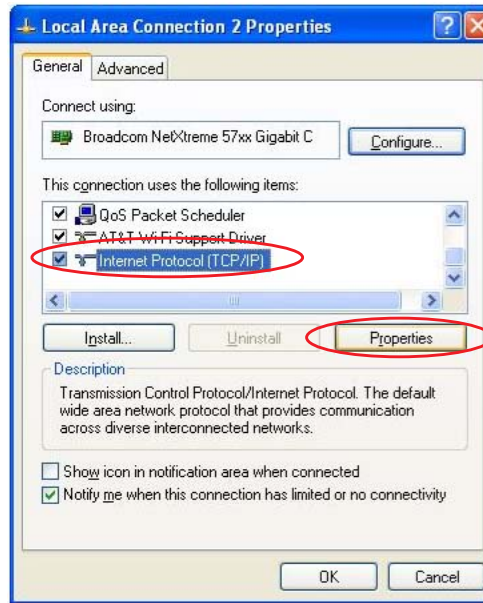 Local Area Connection 2 Properties
General Advanced
Connect using:
Broadcom NetXtreme 57xx Gigabit C Configure...
This connection uses the following items:
QoS Packet Scheduler
AT&T Wi-Fi Support Driver
Internet Protocol (TCP/IP)
Install... Uninstall Properties
Description
Transmission Control Protocol/Internet Protocol. The default
wide area network protocol that provides communication
across diverse interconnected networks.
Show icon in notification area when connected
Notify me when this connection has limited or no connectivity
OK Cancel